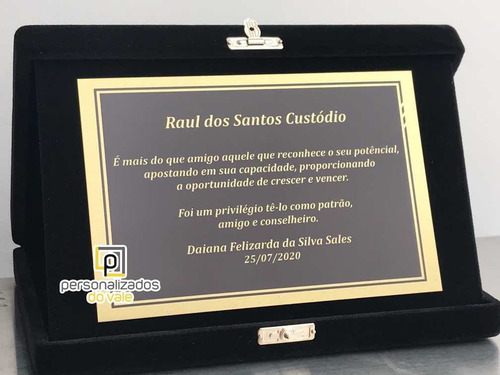 Raul dos Santos Custódio
É mais do que amigo aquele que reconhece o seu potêncial,
apostando em sua capacidade, proporcionando
a oportunidade de crescer e vencer.
Foi um privilégio tê-lo como patrão,
amigo e conselheiro.
Daiana Felizarda da Silva Sales
25/07/2020
p
personalizados
do vale